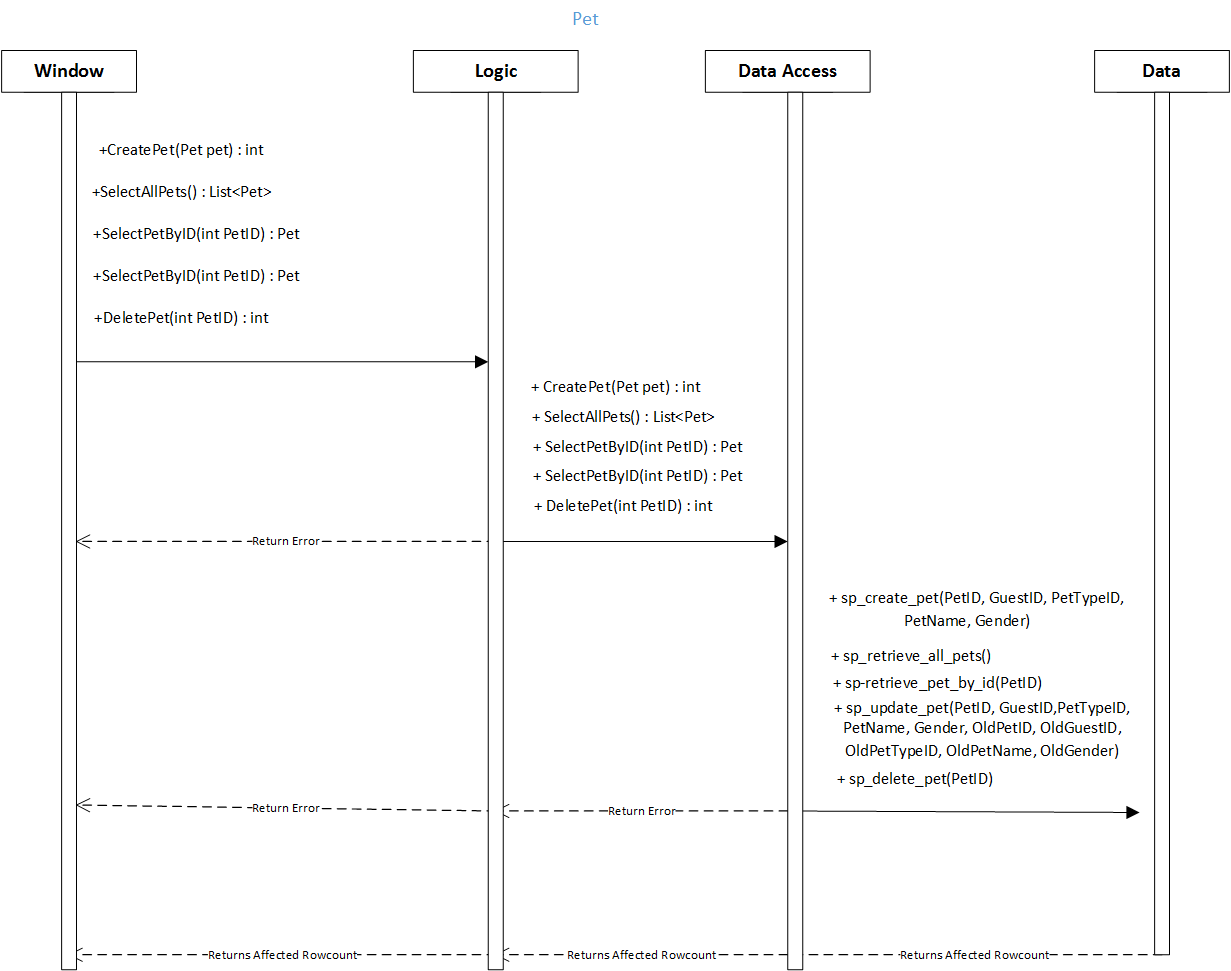 Pet
Window
Logic
Data Access
Data
+CreatePet(Pet pet) : int
+SelectAllPets() : List<Pet>
+SelectPetByID(int PetID) : Pet
+SelectPetByID(int PetID) : Pet
+DeletePet(int PetID) : int
+ CreatePet(Pet pet) : int
+ SelectAllPets() : List<Pet>
+ SelectPetByID(int PetID) : Pet
+ SelectPetByID(int PetID) : Pet
+ DeletePet(int PetID) : int
Return Error
+ sp_create_pet(PetID, GuestID, PetTypeID,
PetName, Gender)
+ sp_retrieve_all_pets()
+ sp-retrieve_pet_by_id(PetID)
+ sp_update_pet(PetID, GuestID,PetTypeID,
PetName, Gender, OldPetID, OldGuestID,
OldPetTypeID, OldPetName, OldGender)
+ sp_delete_pet(PetID)
Return Error
Return Error
Returns Affected Rowcount
Returns Affected Rowcount
Returns Affected Rowcount